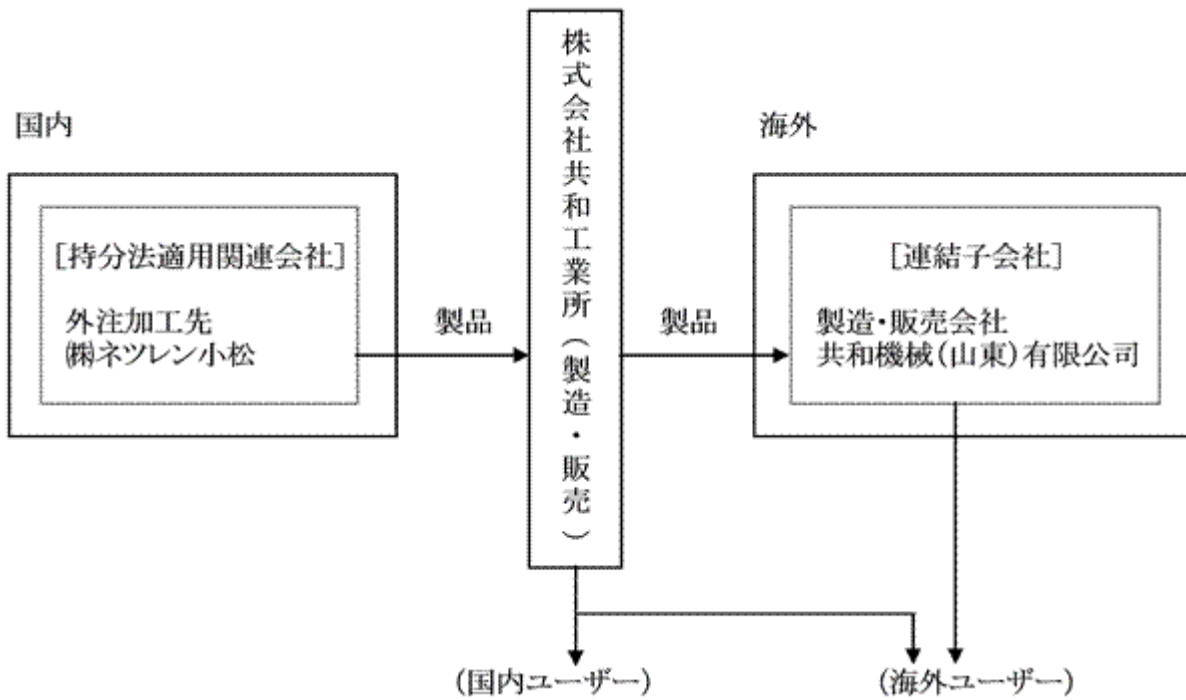 国内
[持分法適用関連会社]
外注加工先
㈱ネツレン小松
製品
株式会社共和工業所(製造・販売)
製品
海外
[連結子会社]
製造・販売会社
共和機械(山東)有限公司
(国内ユーザー)
(海外ユーザー)